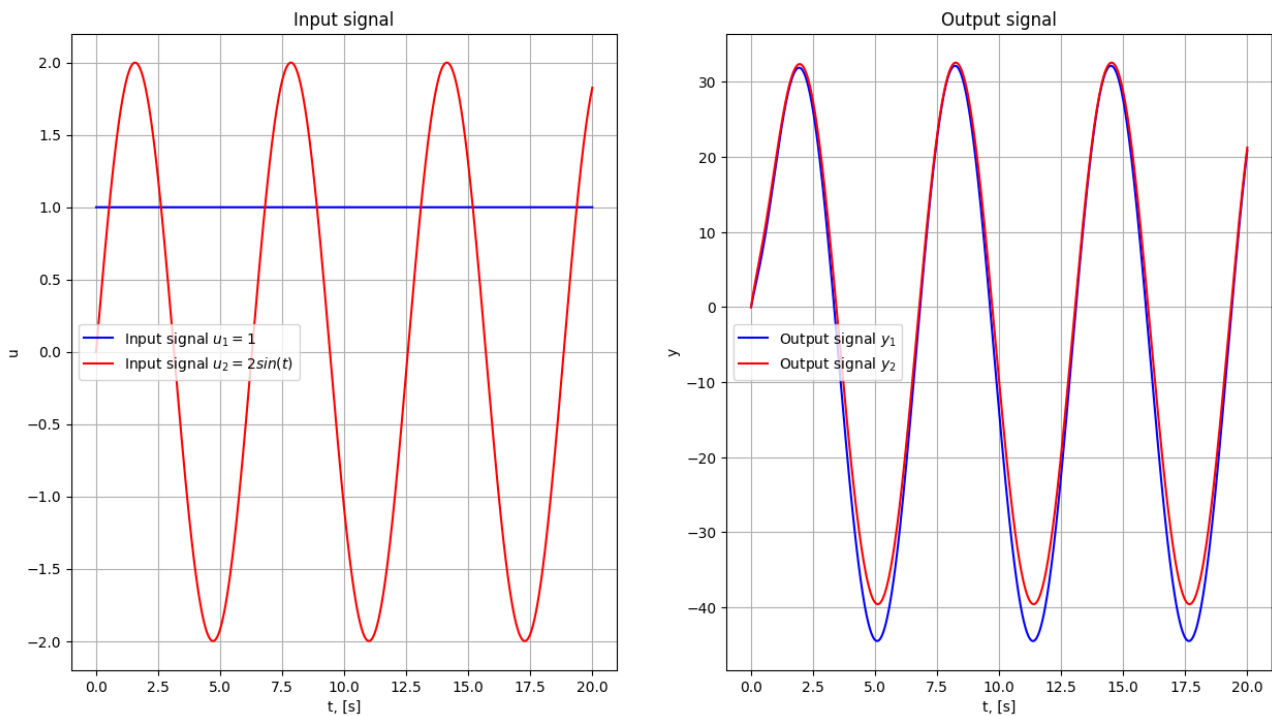 Input signal
2.0
1.5
1.0
0.5
0.0
−0.5
−1.0
−1.5
−2.0
u
Input signal u₁ = 1
Input signal u₂ = 2sin(t)
0.0 2.5 5.0 7.5 10.0 12.5 15.0 17.5 20.0
t, [s]
Output signal
30
20
10
0
−10
−20
−30
−40
y
Output signal y₁
Output signal y₂
0.0 2.5 5.0 7.5 10.0 12.5 15.0 17.5 20.0
t, [s]